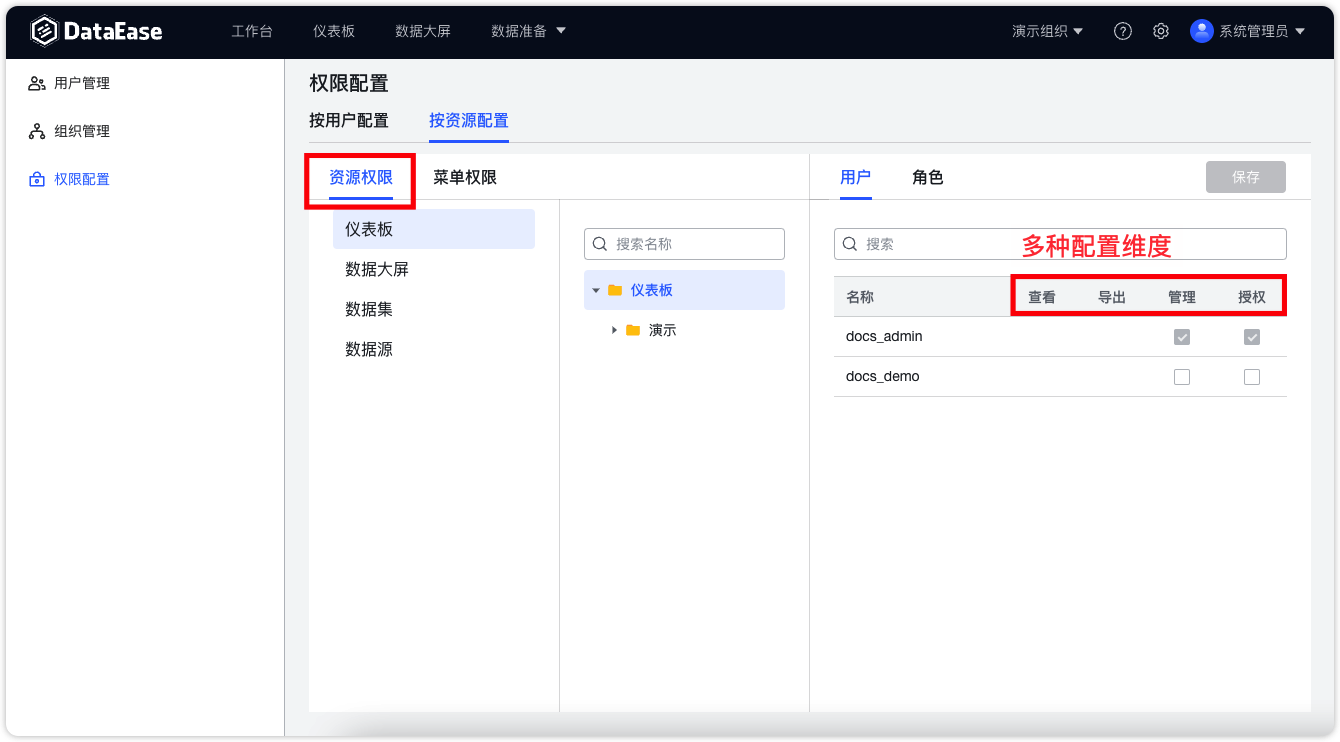 DataEase 工作台 仪表板 数据大屏 数据准备 演示组织 系统管理员
用户管理
组织管理
权限配置
权限配置
按用户配置 按资源配置
资源权限 菜单权限
仪表板
数据大屏
数据集
数据源
搜索名称
仪表板
演示
用户 角色 保存
搜索 多种配置维度
名称 查看 导出 管理 授权
docs_admin
docs_demo